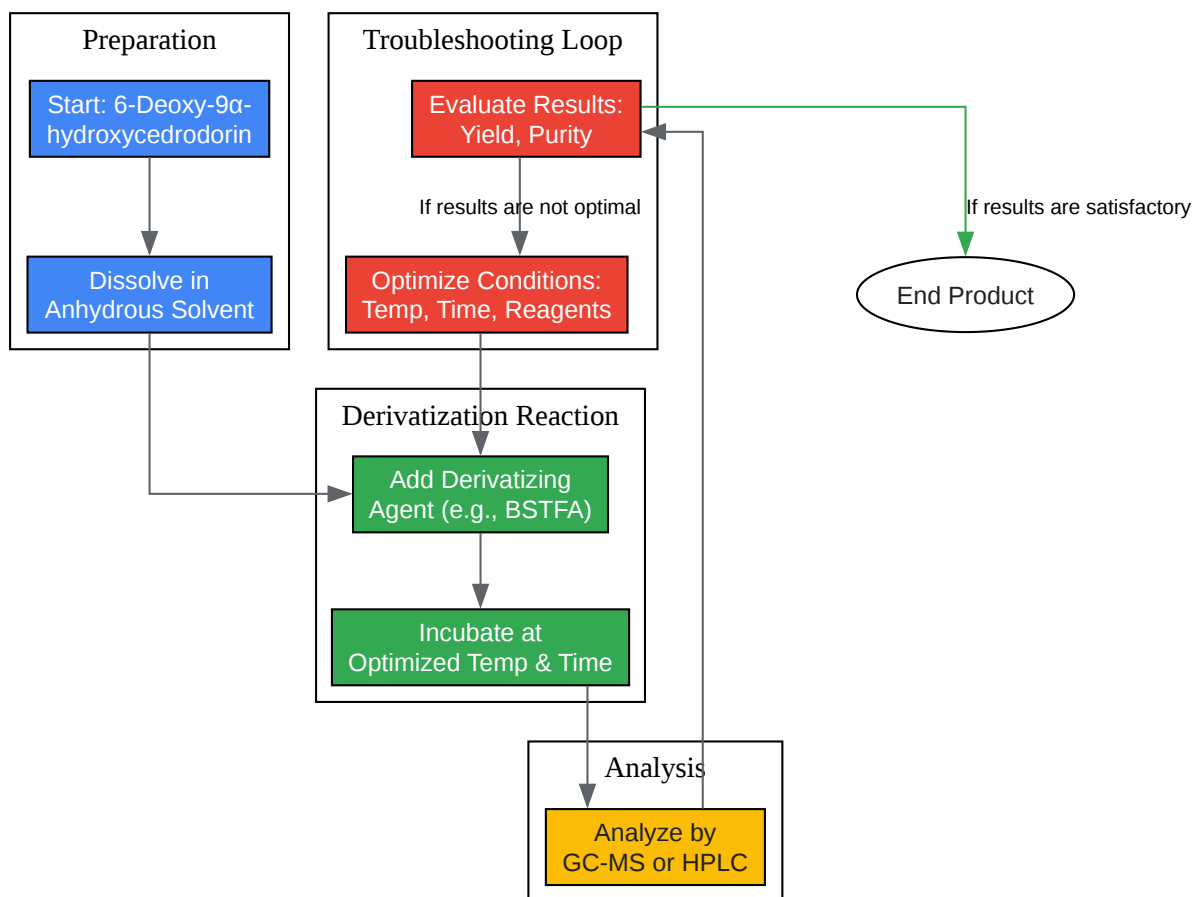 Preparation
Start: 6-Deoxy-9α-
hydroxycedrodorin
Dissolve in
Anhydrous Solvent
Troubleshooting Loop
Evaluate Results:
Yield, Purity
If results are not optimal
Optimize Conditions:
Temp, Time, Reagents
If results are satisfactory
End Product
Derivatization Reaction
Add Derivatizing
Agent (e.g., BSTFA)
Incubate at
Optimized Temp & Time
Analysis
Analyze by
GC-MS or HPLC